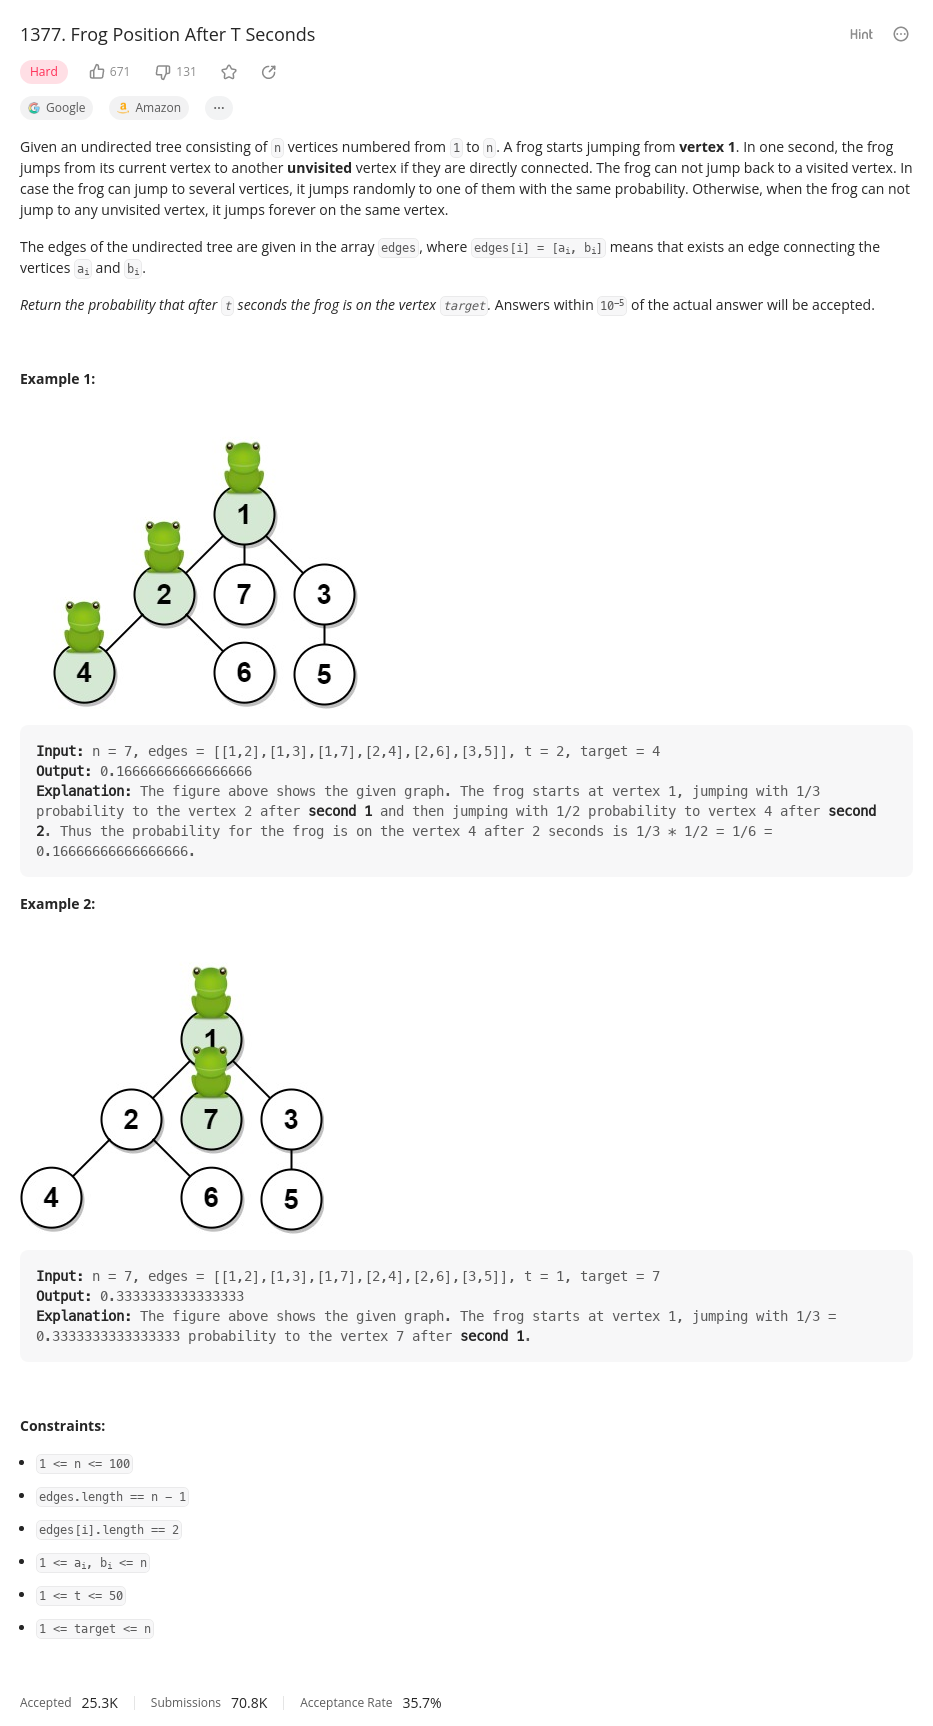 1377. Frog Position After T Seconds
Hint
Hard 671 131
Google Amazon ...
Given an undirected tree consisting of n vertices numbered from 1 to n. A frog starts jumping from vertex 1. In one second, the frog
jumps from its current vertex to another unvisited vertex if they are directly connected. The frog can not jump back to a visited vertex. In
case the frog can jump to several vertices, it jumps randomly to one of them with the same probability. Otherwise, when the frog can not
jump to any unvisited vertex, it jumps forever on the same vertex.
The edges of the undirected tree are given in the array edges, where edges[i] = [aᵢ, bᵢ] means that exists an edge connecting the
vertices aᵢ and bᵢ.
Return the probability that after t seconds the frog is on the vertex target. Answers within 10⁻⁵ of the actual answer will be accepted.
Example 1:
1
2 7 3
4 6 5
Input: n = 7, edges = [[1,2],[1,3],[1,7],[2,4],[2,6],[3,5]], t = 2, target = 4
Output: 0.16666666666666666
Explanation: The figure above shows the given graph. The frog starts at vertex 1, jumping with 1/3
probability to the vertex 2 after second 1 and then jumping with 1/2 probability to vertex 4 after second
2. Thus the probability for the frog is on the vertex 4 after 2 seconds is 1/3 * 1/2 = 1/6 =
0.16666666666666666.
Example 2:
1
2 7 3
4 6 5
Input: n = 7, edges = [[1,2],[1,3],[1,7],[2,4],[2,6],[3,5]], t = 1, target = 7
Output: 0.3333333333333333
Explanation: The figure above shows the given graph. The frog starts at vertex 1, jumping with 1/3 =
0.3333333333333333 probability to the vertex 7 after second 1.
Constraints:
• 1 <= n <= 100
• edges.length == n − 1
• edges[i].length == 2
• 1 <= aᵢ, bᵢ <= n
• 1 <= t <= 50
• 1 <= target <= n
Accepted 25.3K Submissions 70.8K Acceptance Rate 35.7%